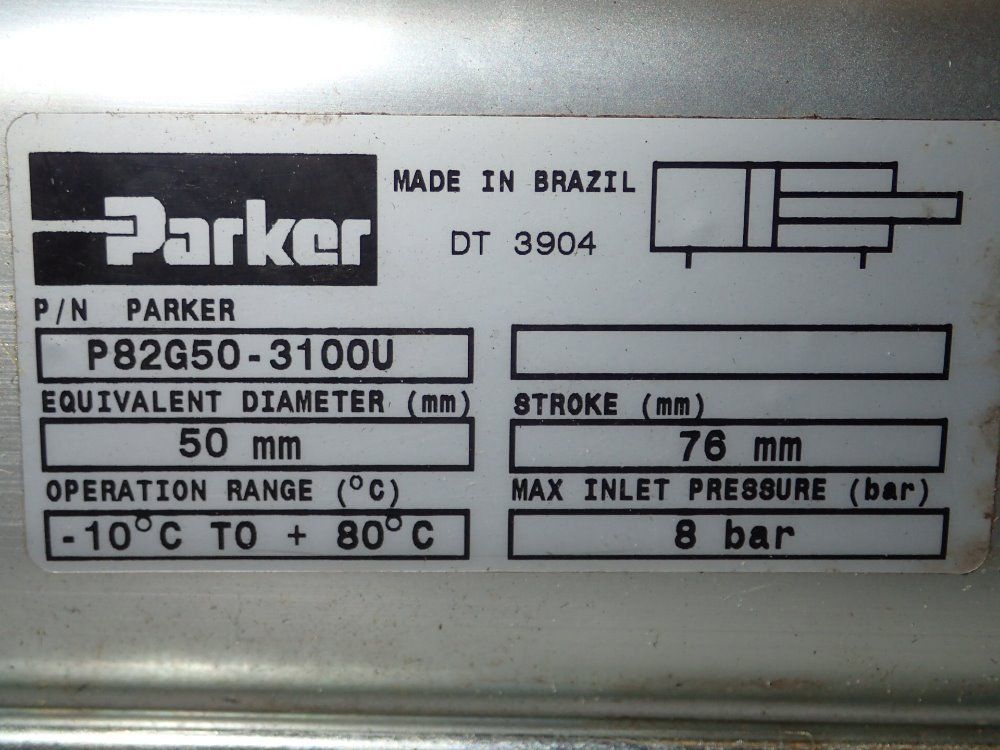 Parker
MADE IN BRAZIL
DT 3904
P/N PARKER
P82G50-3100U
EQUIVALENT DIAMETER (mm)
50 mm
STROKE (mm)
76 mm
OPERATION RANGE (°C)
-10°C TO + 80°C
MAX INLET PRESSURE (bar)
8 bar